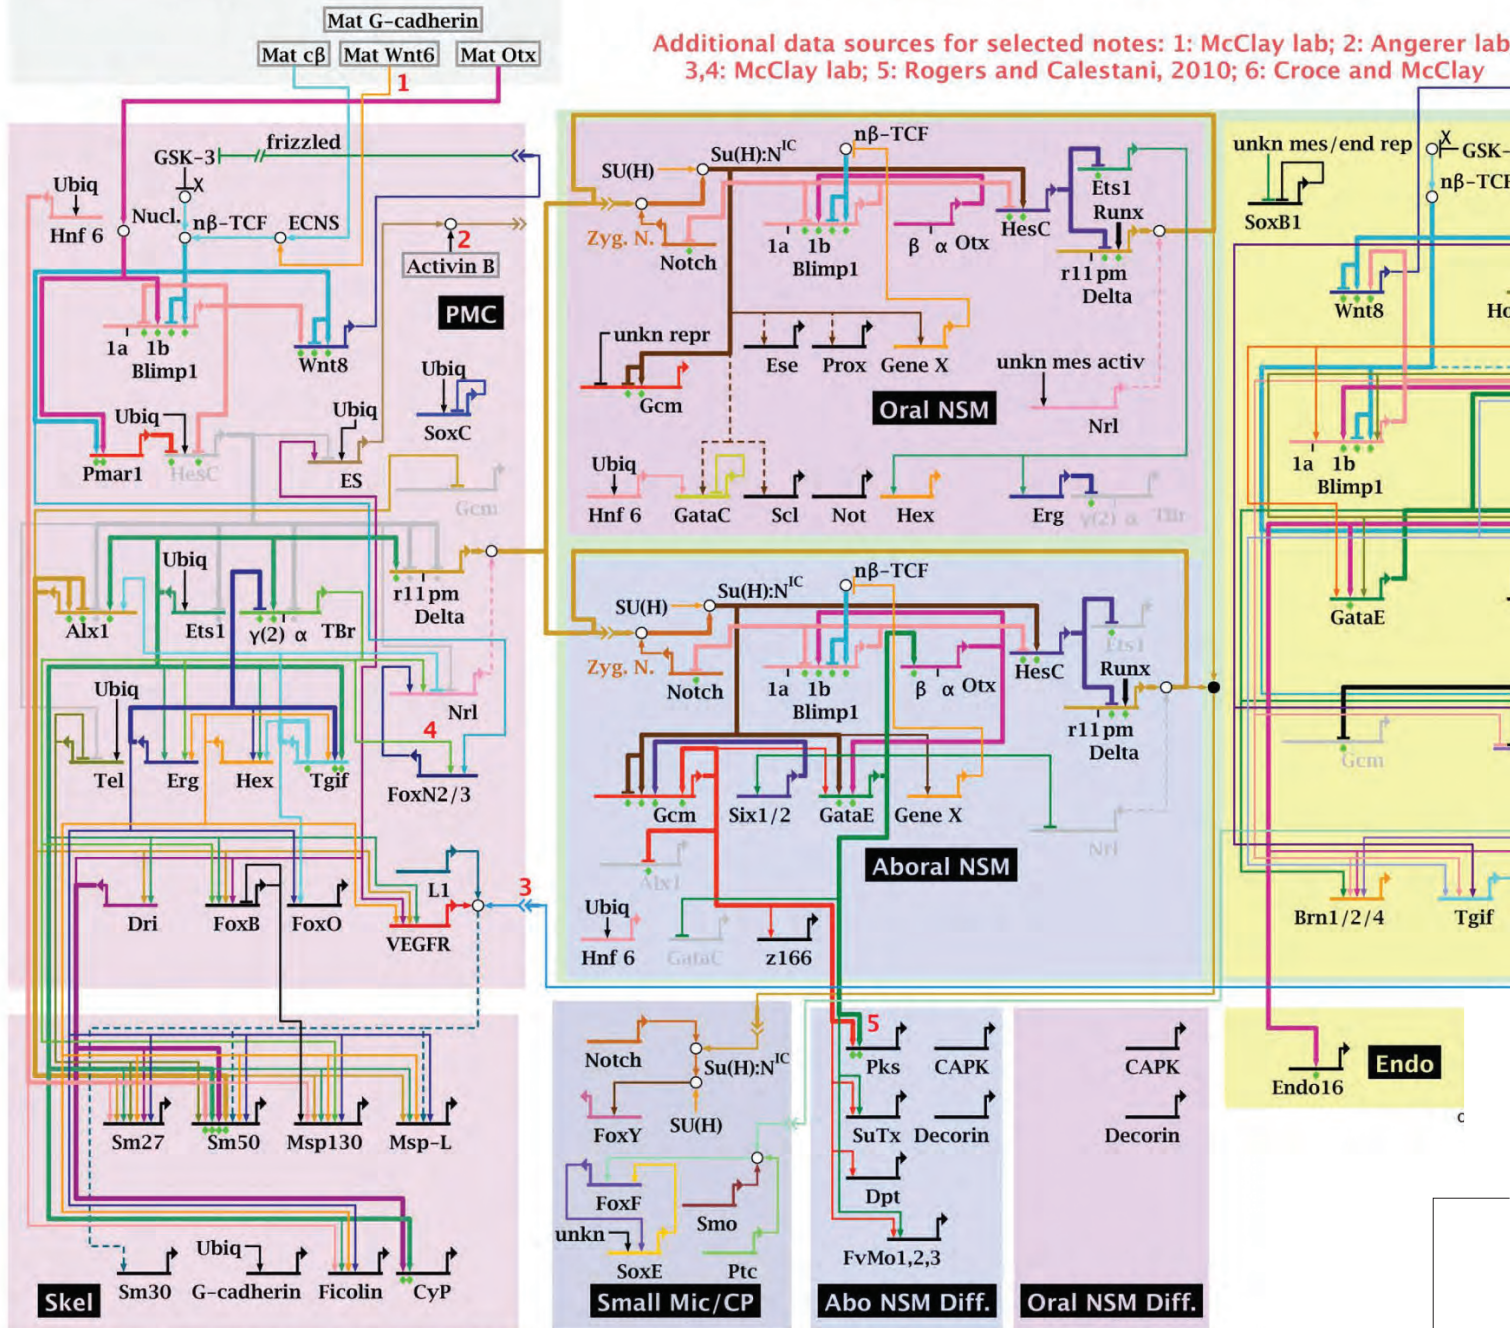 Mat G-cadherin
Mat cβ
Mat Wnt6
Mat Otx
1
Additional data sources for selected notes: 1: McClay lab; 2: Angerer lab
3,4: McClay lab; 5: Rogers and Calestani, 2010; 6: Croce and McClay
frizzled
GSK-3
X
Ubiq
Hnf 6
Nucl.
nβ-TCF
ECNS
2
Activin B
PMC
1a 1b
Blimp1
Wnt8
Ubiq
SoxC
Ubiq
Ubiq
Pmar1
HesC
ES
Gcm
Ubiq
Alx1
Ets1
γ(2) α
TBr
r11 pm
Delta
Ubiq
Nrl
4
Tel
Erg
Hex
Tgif
FoxN2/3
L1
3
Dri
FoxB
FoxO
VEGFR
Sm27
Sm50
Msp130
Msp-L
Ubiq
Skel
Sm30
G-cadherin
Ficolin
CyP
nβ-TCF
SU(H)
Su(H):N^IC
Ets1
Runx
Zyg. N.
Notch
1a 1b
Blimp1
β α Otx
HesC
r11 pm
Delta
unkn repr
Ese
Prox
Gene X
unkn mes activ
Gcm
Oral NSM
Nrl
Ubiq
Hnf 6
GataC
Scl
Not
Hex
Erg
γ(2) α
TBr
nβ-TCF
SU(H)
Su(H):N^IC
Ets1
Runx
Zyg. N.
Notch
1a 1b
Blimp1
β α Otx
HesC
r11 pm
Delta
Gcm
Six1/2
GataE
Gene X
Nrl
Alx1
Aboral NSM
Ubiq
Hnf 6
GataC
z166
Notch
Su(H):N^IC
FoxY
SU(H)
FoxF
Smo
unkn
SoxE
Ptc
Small Mic/CP
5
Pks
CAPK
SuTx
Decorin
Dpt
FvMo1,2,3
Abo NSM Diff.
CAPK
Decorin
Oral NSM Diff.
unkn mes/end rep
X
GSK-
SoxB1
nβ-TCF
Wnt8
Ho
1a 1b
Blimp1
GataE
Gcm
Brn1/2/4
Tgif
Endo16
Endo